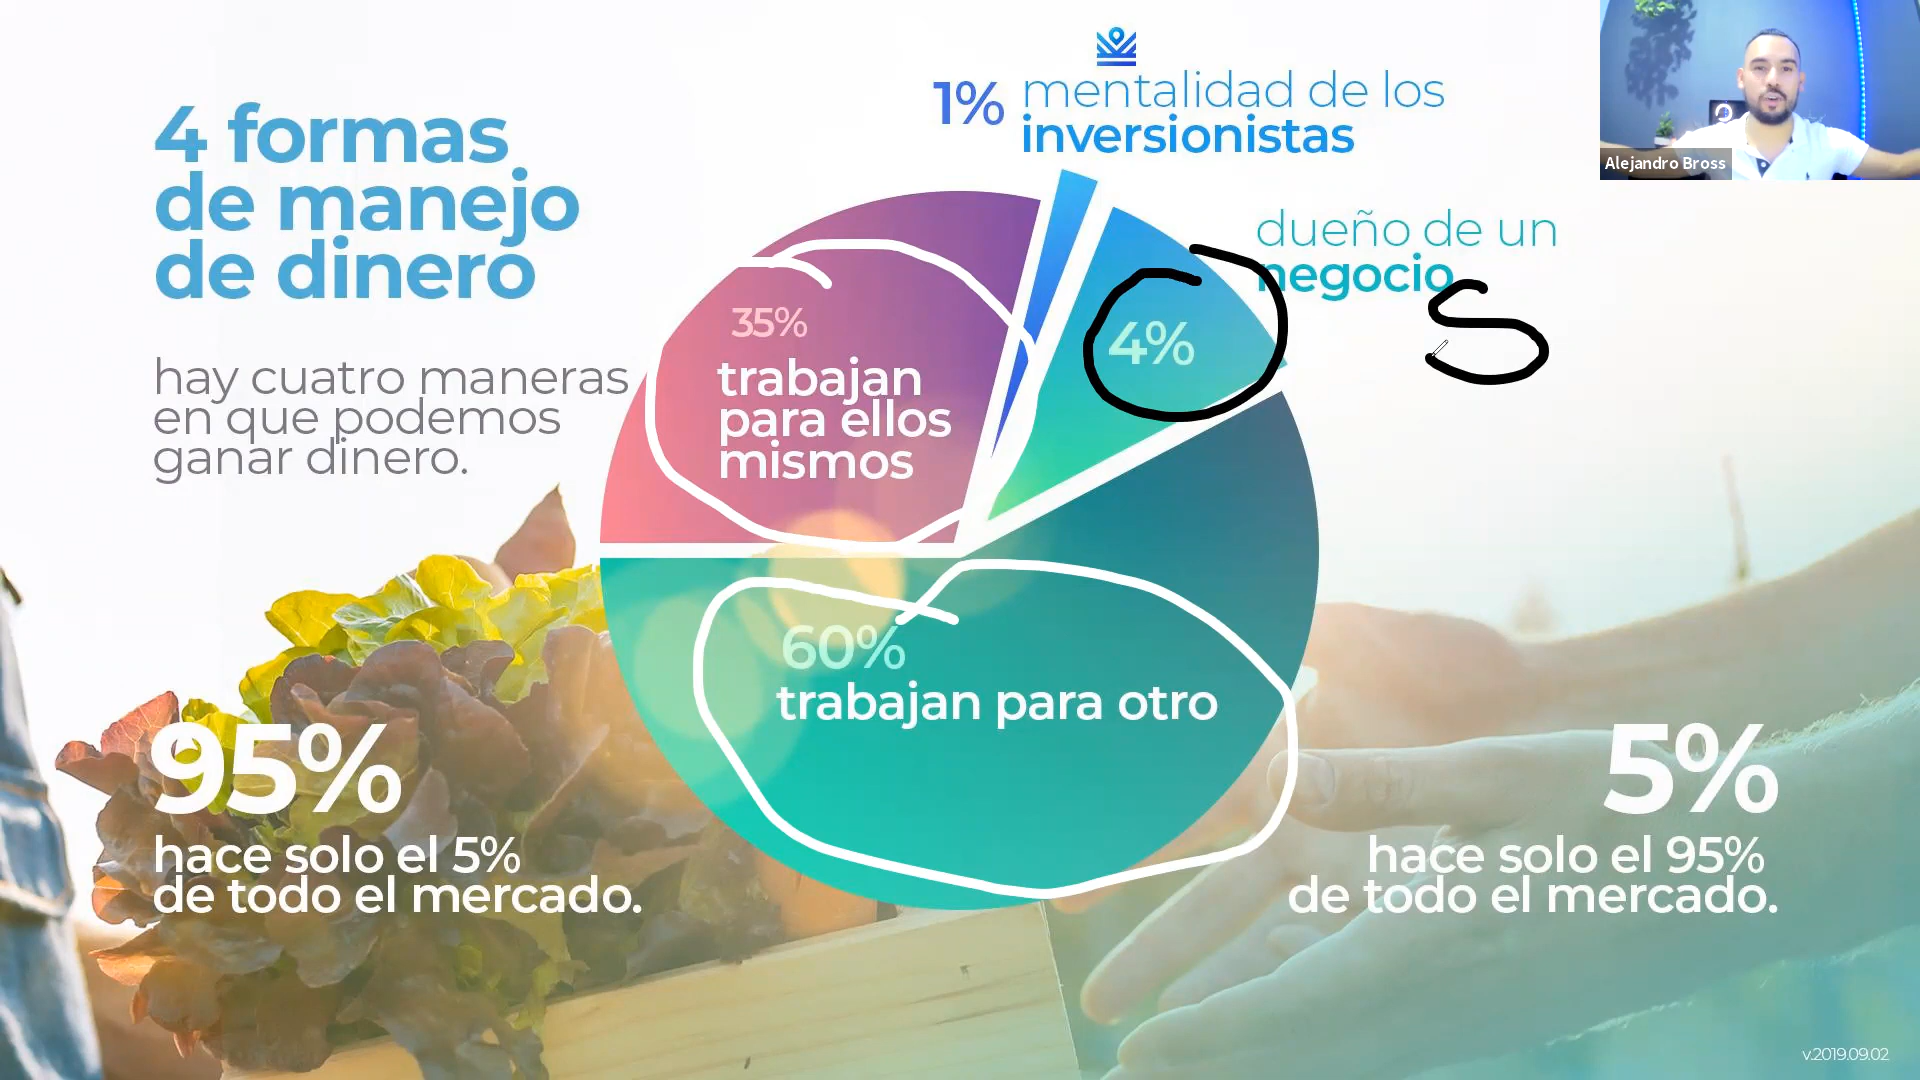 4 formas
de manejo
de dinero
hay cuatro maneras
en que podemos
ganar dinero.
1% mentalidad de los
inversionistas
Alejandro Bross
dueño de un
negocio
S
4%
35%
trabajan
para ellos
mismos
60%
trabajan para otro
95%
hace solo el 5%
de todo el mercado.
5%
hace solo el 95%
de todo el mercado.
v.2019.09.02